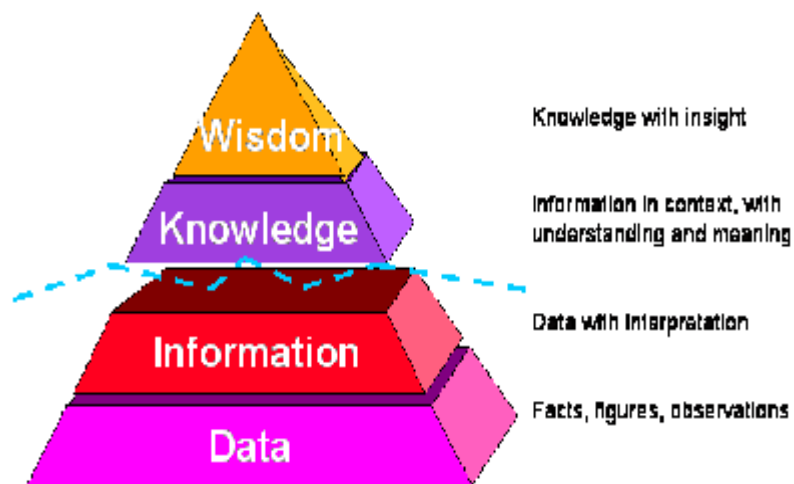 Wisdom
Knowledge with insight
Knowledge
Information in context, with
understanding and meaning
Information
Data with interpretation
Data
Facts, figures, observations